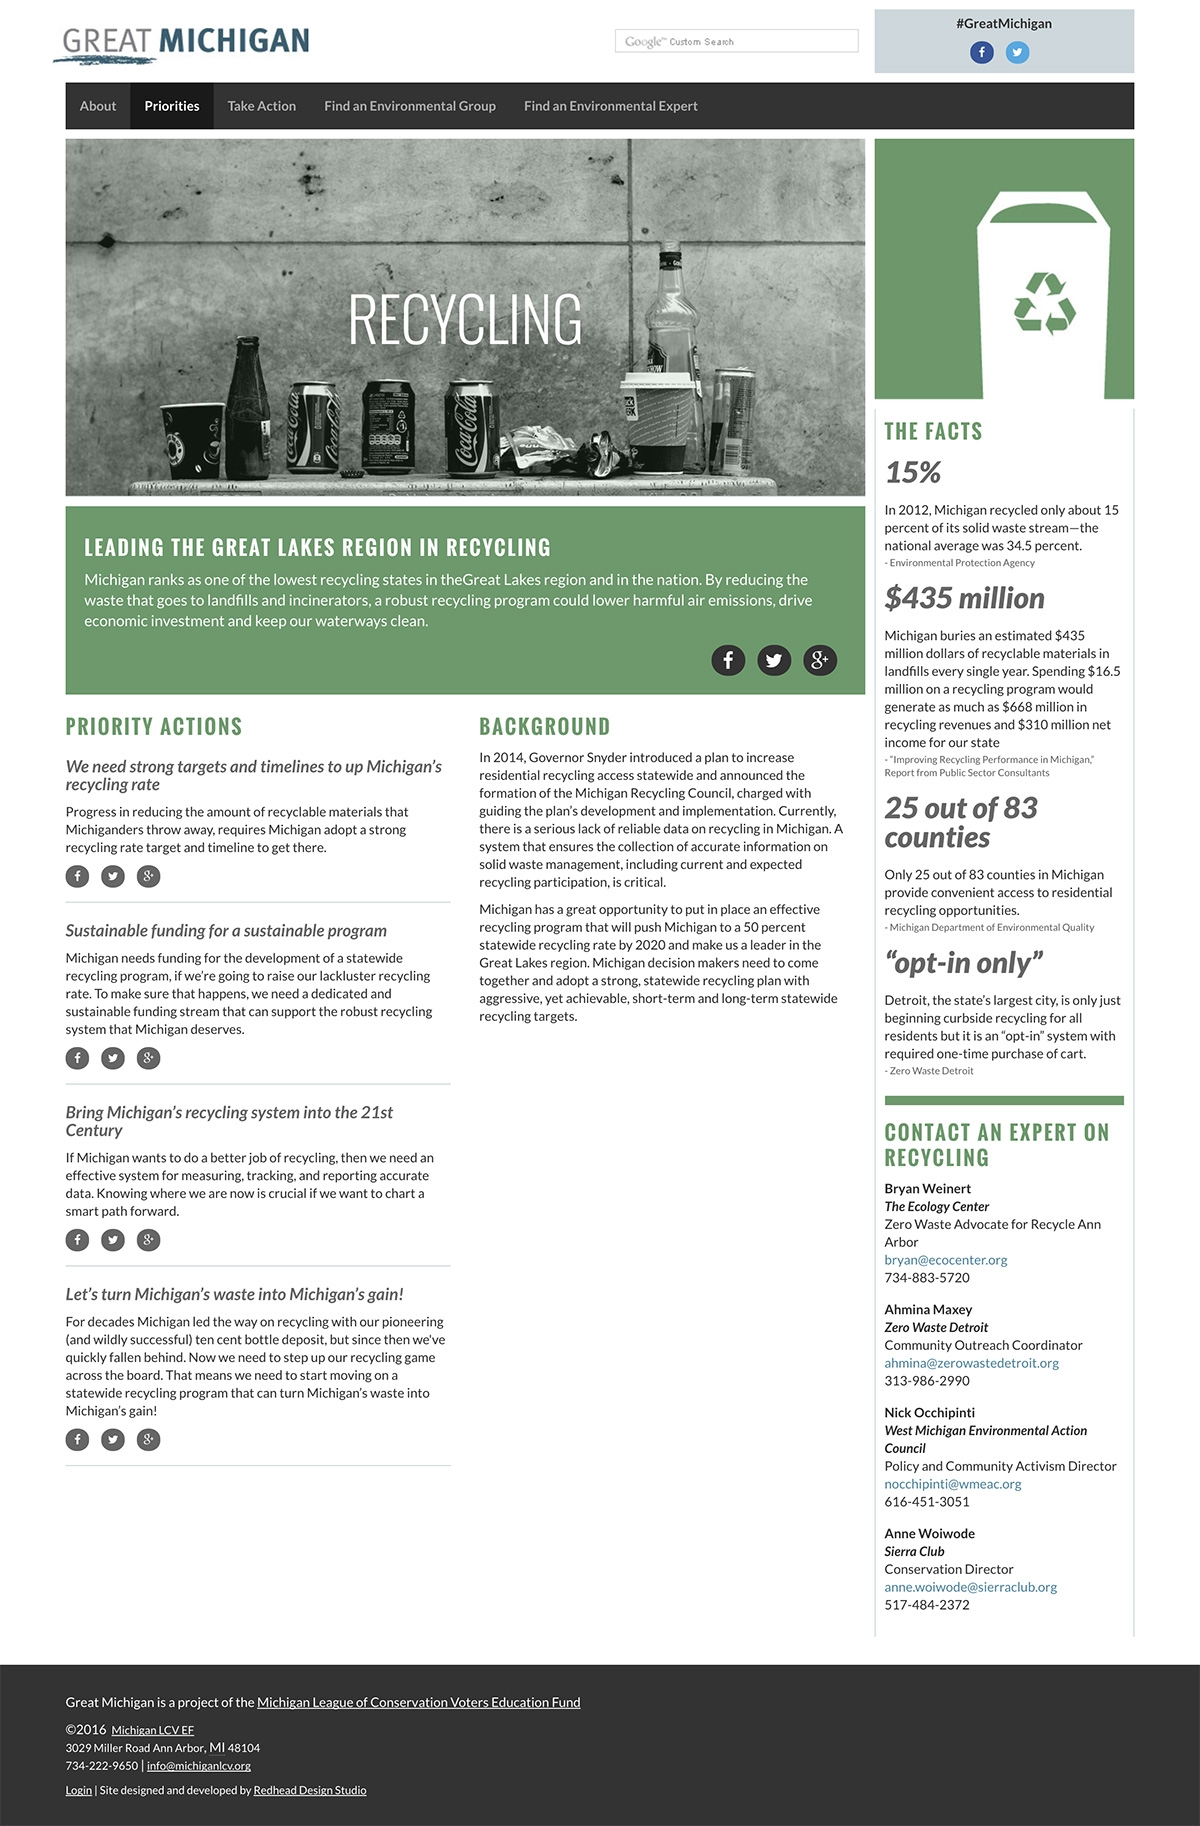 GREAT MICHIGAN
Google™ Custom Search
#GreatMichigan
About
Priorities
Take Action
Find an Environmental Group
Find an Environmental Expert
RECYCLING
Coca-Cola
Coca-Cola
LEADING THE GREAT LAKES REGION IN RECYCLING
Michigan ranks as one of the lowest recycling states in theGreat Lakes region and in the nation. By reducing the
waste that goes to landfills and incinerators, a robust recycling program could lower harmful air emissions, drive
economic investment and keep our waterways clean.
PRIORITY ACTIONS
We need strong targets and timelines to up Michigan’s
recycling rate
Progress in reducing the amount of recyclable materials that
Michiganders throw away, requires Michigan adopt a strong
recycling rate target and timeline to get there.
Sustainable funding for a sustainable program
Michigan needs funding for the development of a statewide
recycling program, if we’re going to raise our lackluster recycling
rate. To make sure that happens, we need a dedicated and
sustainable funding stream that can support the robust recycling
system that Michigan deserves.
Bring Michigan’s recycling system into the 21st
Century
If Michigan wants to do a better job of recycling, then we need an
effective system for measuring, tracking, and reporting accurate
data. Knowing where we are now is crucial if we want to chart a
smart path forward.
Let’s turn Michigan’s waste into Michigan’s gain!
For decades Michigan led the way on recycling with our pioneering
(and wildly successful) ten cent bottle deposit, but since then we've
quickly fallen behind. Now we need to step up our recycling game
across the board. That means we need to start moving on a
statewide recycling program that can turn Michigan’s waste into
Michigan’s gain!
BACKGROUND
In 2014, Governor Snyder introduced a plan to increase
residential recycling access statewide and announced the
formation of the Michigan Recycling Council, charged with
guiding the plan’s development and implementation. Currently,
there is a serious lack of reliable data on recycling in Michigan. A
system that ensures the collection of accurate information on
solid waste management, including current and expected
recycling participation, is critical.
Michigan has a great opportunity to put in place an effective
recycling program that will push Michigan to a 50 percent
statewide recycling rate by 2020 and make us a leader in the
Great Lakes region. Michigan decision makers need to come
together and adopt a strong, statewide recycling plan with
aggressive, yet achievable, short-term and long-term statewide
recycling targets.
THE FACTS
15%
In 2012, Michigan recycled only about 15
percent of its solid waste stream—the
national average was 34.5 percent.
- Environmental Protection Agency
$435 million
Michigan buries an estimated $435
million dollars of recyclable materials in
landfills every single year. Spending $16.5
million on a recycling program would
generate as much as $668 million in
recycling revenues and $310 million net
income for our state
- “Improving Recycling Performance in Michigan,”
Report from Public Sector Consultants
25 out of 83
counties
Only 25 out of 83 counties in Michigan
provide convenient access to residential
recycling opportunities.
- Michigan Department of Environmental Quality
“opt-in only”
Detroit, the state’s largest city, is only just
beginning curbside recycling for all
residents but it is an “opt-in” system with
required one-time purchase of cart.
- Zero Waste Detroit
CONTACT AN EXPERT ON
RECYCLING
Bryan Weinert
The Ecology Center
Zero Waste Advocate for Recycle Ann
Arbor
bryan@ecocenter.org
734-883-5720
Ahmina Maxey
Zero Waste Detroit
Community Outreach Coordinator
ahmina@zerowastedetroit.org
313-986-2990
Nick Occhipinti
West Michigan Environmental Action
Council
Policy and Community Activism Director
nocchipinti@wmeac.org
616-451-3051
Anne Woiwode
Sierra Club
Conservation Director
anne.woiwode@sierraclub.org
517-484-2372
Great Michigan is a project of the Michigan League of Conservation Voters Education Fund
©2016 Michigan LCV EF
3029 Miller Road Ann Arbor, MI 48104
734-222-9650 | info@michiganlcv.org
Login | Site designed and developed by Redhead Design Studio